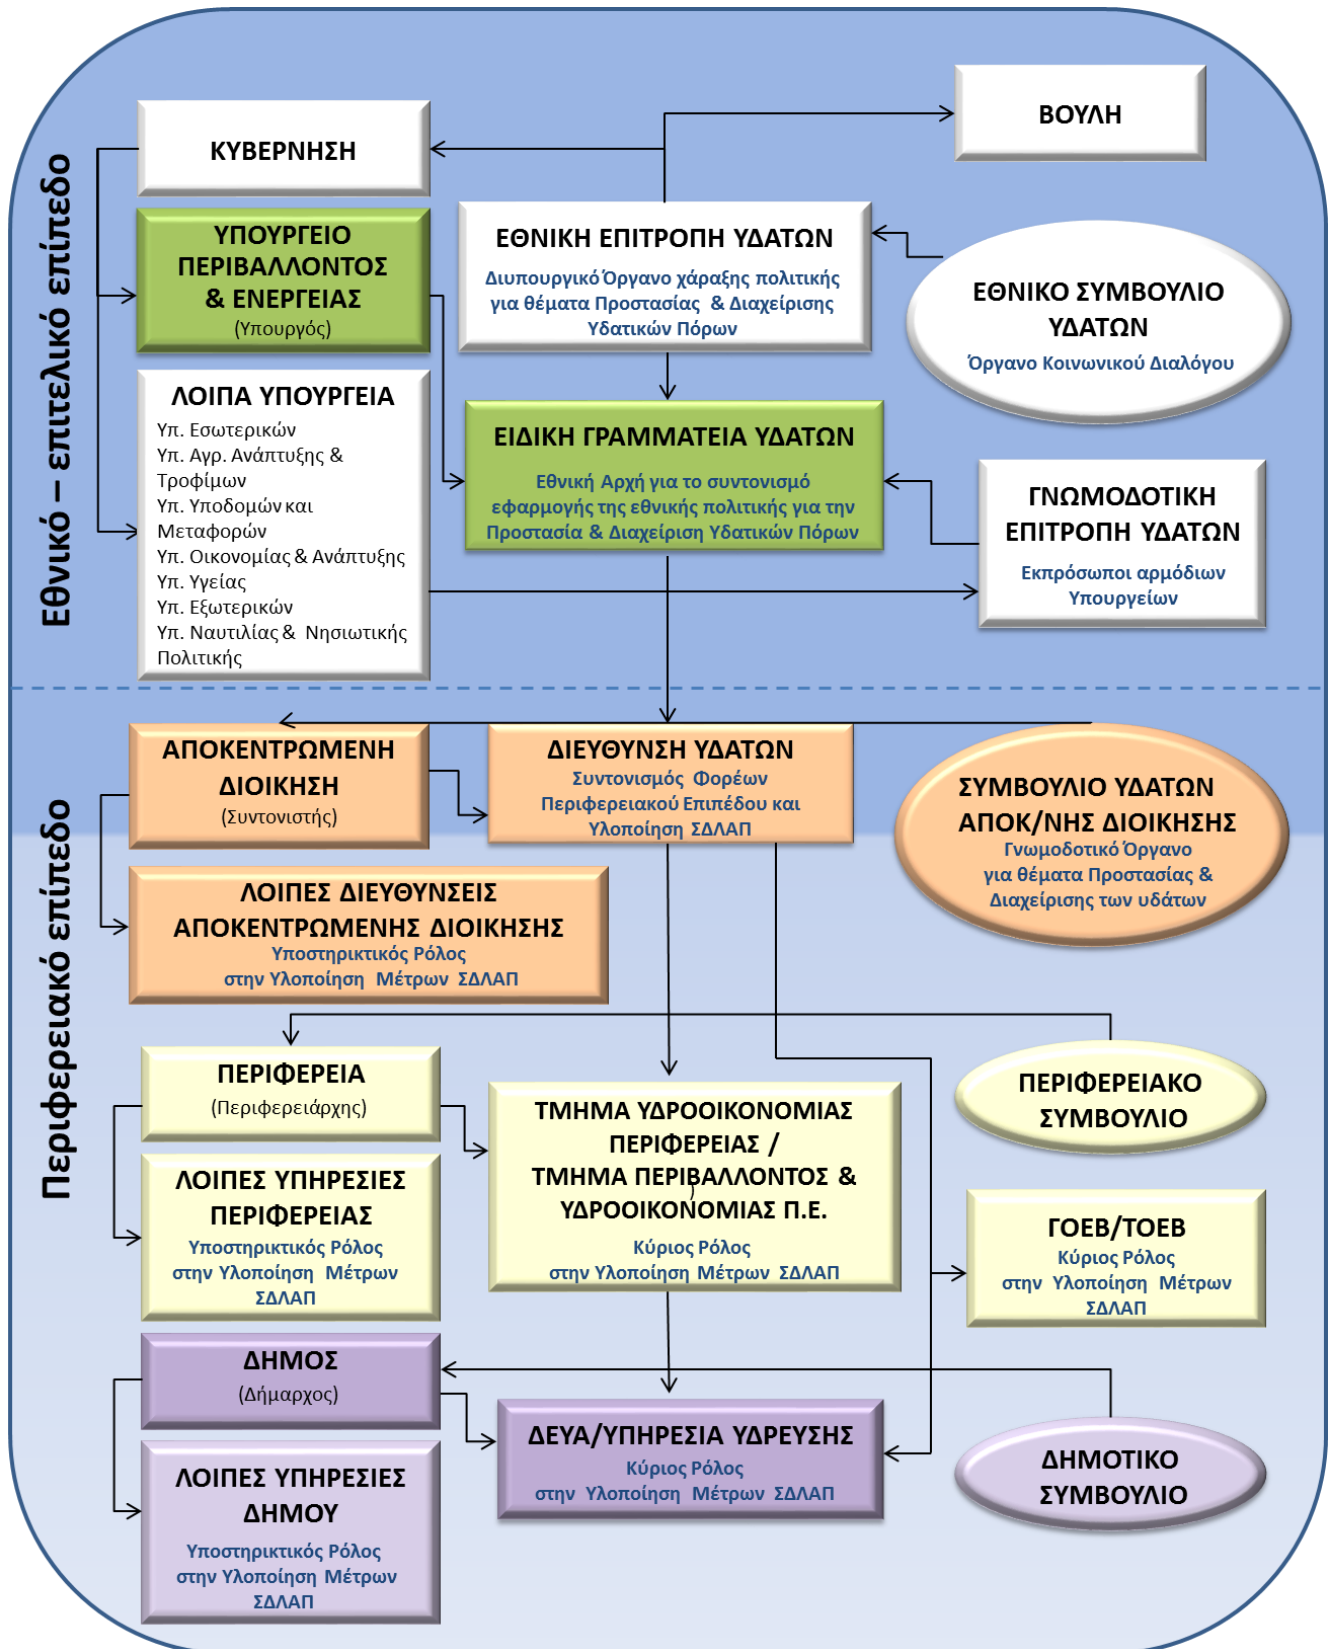 Εθνικό – επιτελικό επίπεδο
ΒΟΥΛΗ
ΚΥΒΕΡΝΗΣΗ
ΥΠΟΥΡΓΕΙΟ
ΠΕΡΙΒΑΛΛΟΝΤΟΣ
& ΕΝΕΡΓΕΙΑΣ
(Υπουργός)
ΕΘΝΙΚΗ ΕΠΙΤΡΟΠΗ ΥΔΑΤΩΝ
Διυπουργικό Όργανο χάραξης πολιτικής
για θέματα Προστασίας & Διαχείρισης
Υδατικών Πόρων
ΕΘΝΙΚΟ ΣΥΜΒΟΥΛΙΟ
ΥΔΑΤΩΝ
Όργανο Κοινωνικού Διαλόγου
ΛΟΙΠΑ ΥΠΟΥΡΓΕΙΑ
Υπ. Εσωτερικών
Υπ. Αγρ. Ανάπτυξης &
Τροφίμων
Υπ. Υποδομών και
Μεταφορών
Υπ. Οικονομίας & Ανάπτυξης
Υπ. Υγείας
Υπ. Εξωτερικών
Υπ. Ναυτιλίας & Νησιωτικής
Πολιτικής
ΕΙΔΙΚΗ ΓΡΑΜΜΑΤΕΙΑ ΥΔΑΤΩΝ
Εθνική Αρχή για το συντονισμό
εφαρμογής της εθνικής πολιτικής για την
Προστασία & Διαχείριση Υδατικών Πόρων
ΓΝΩΜΟΔΟΤΙΚΗ
ΕΠΙΤΡΟΠΗ ΥΔΑΤΩΝ
Εκπρόσωποι αρμόδιων
Υπουργείων
Περιφερειακό επίπεδο
ΑΠΟΚΕΝΤΡΩΜΕΝΗ
ΔΙΟΙΚΗΣΗ
(Συντονιστής)
ΔΙΕΥΘΥΝΣΗ ΥΔΑΤΩΝ
Συντονισμός Φορέων
Περιφερειακού Επιπέδου και
Υλοποίηση ΣΔΛΑΠ
ΣΥΜΒΟΥΛΙΟ ΥΔΑΤΩΝ
ΑΠΟΚ/ΝΗΣ ΔΙΟΙΚΗΣΗΣ
Γνωμοδοτικό Όργανο
για θέματα Προστασίας &
Διαχείρισης των υδάτων
ΛΟΙΠΕΣ ΔΙΕΥΘΥΝΣΕΙΣ
ΑΠΟΚΕΝΤΡΩΜΕΝΗΣ ΔΙΟΙΚΗΣΗΣ
Υποστηρικτικός Ρόλος
στην Υλοποίηση Μέτρων ΣΔΛΑΠ
ΠΕΡΙΦΕΡΕΙΑ
(Περιφερειάρχης)
ΤΜΗΜΑ ΥΔΡΟΟΙΚΟΝΟΜΙΑΣ
ΠΕΡΙΦΕΡΕΙΑΣ /
ΤΜΗΜΑ ΠΕΡΙΒΑΛΛΟΝΤΟΣ &
)
ΥΔΡΟΟΙΚΟΝΟΜΙΑΣ Π.Ε.
Κύριος Ρόλος
στην Υλοποίηση Μέτρων ΣΔΛΑΠ
ΠΕΡΙΦΕΡΕΙΑΚΟ
ΣΥΜΒΟΥΛΙΟ
ΛΟΙΠΕΣ ΥΠΗΡΕΣΙΕΣ
ΠΕΡΙΦΕΡΕΙΑΣ
Υποστηρικτικός Ρόλος
στην Υλοποίηση Μέτρων
ΣΔΛΑΠ
ΓΟΕΒ/ΤΟΕΒ
Κύριος Ρόλος
στην Υλοποίηση Μέτρων
ΣΔΛΑΠ
ΔΗΜΟΣ
(Δήμαρχος)
ΔΕΥΑ/ΥΠΗΡΕΣΙΑ ΥΔΡΕΥΣΗΣ
Κύριος Ρόλος
στην Υλοποίηση Μέτρων ΣΔΛΑΠ
ΔΗΜΟΤΙΚΟ
ΣΥΜΒΟΥΛΙΟ
ΛΟΙΠΕΣ ΥΠΗΡΕΣΙΕΣ
ΔΗΜΟΥ
Υποστηρικτικός Ρόλος
στην Υλοποίηση Μέτρων
ΣΔΛΑΠ